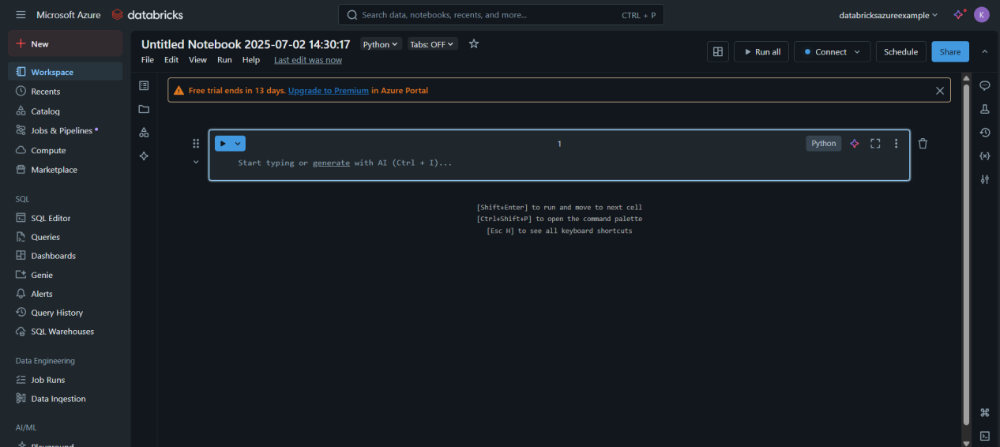 Microsoft Azure databricks
Search data, notebooks, recents, and more... CTRL + P
databricksazureexample K
New
Workspace
Recents
Catalog
Jobs & Pipelines
Compute
Marketplace
SQL
SQL Editor
Queries
Dashboards
Genie
Alerts
Query History
SQL Warehouses
Data Engineering
Job Runs
Data Ingestion
AI/ML
Playground
Untitled Notebook 2025-07-02 14:30:17 Python Tabs: OFF
File Edit View Run Help Last edit was now
Run all Connect Schedule Share
Free trial ends in 13 days. Upgrade to Premium in Azure Portal
1 Python
Start typing or generate with AI (Ctrl + I)...
[Shift+Enter] to run and move to next cell
[Ctrl+Shift+P] to open the command palette
[Esc H] to see all keyboard shortcuts